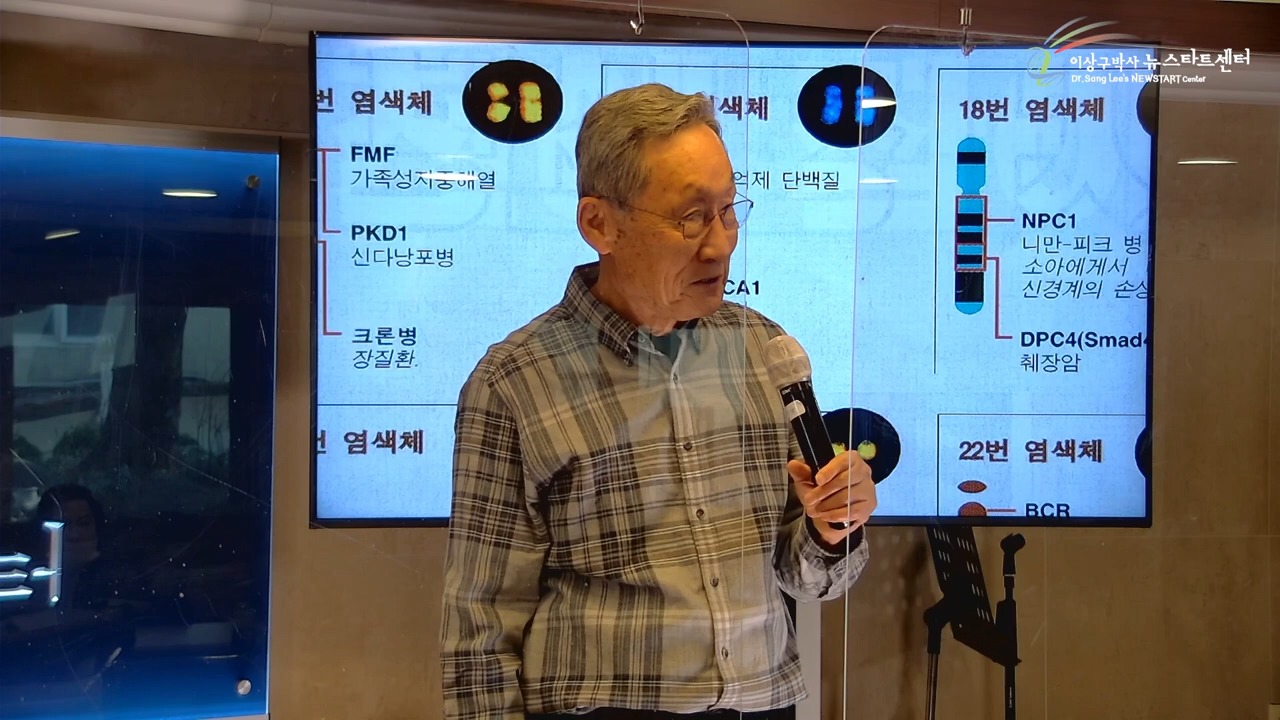 이상구박사 뉴스타트센터
Dr. Sang Lee's NEWSTART Center
번 염색체
색체
18번 염색체
FMF
가족성지중해열
억제 단백질
PKD1
신다낭포병
NPC1
니만-피크 병
소아에게서
신경계의 손상
CA1
크론병
장질환.
DPC4(Smad4
췌장암
염색체
22번 염색체
BCR
터